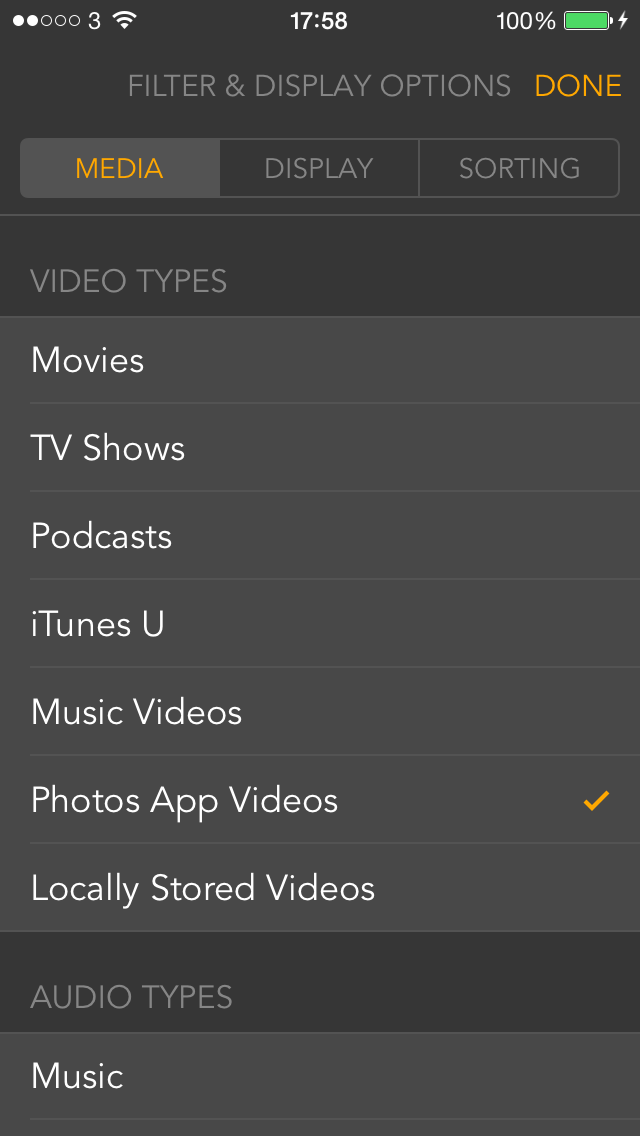 3 17:58 100%
FILTER & DISPLAY OPTIONS DONE
MEDIA DISPLAY SORTING
VIDEO TYPES
Movies
TV Shows
Podcasts
iTunes U
Music Videos
Photos App Videos
Locally Stored Videos
AUDIO TYPES
Music